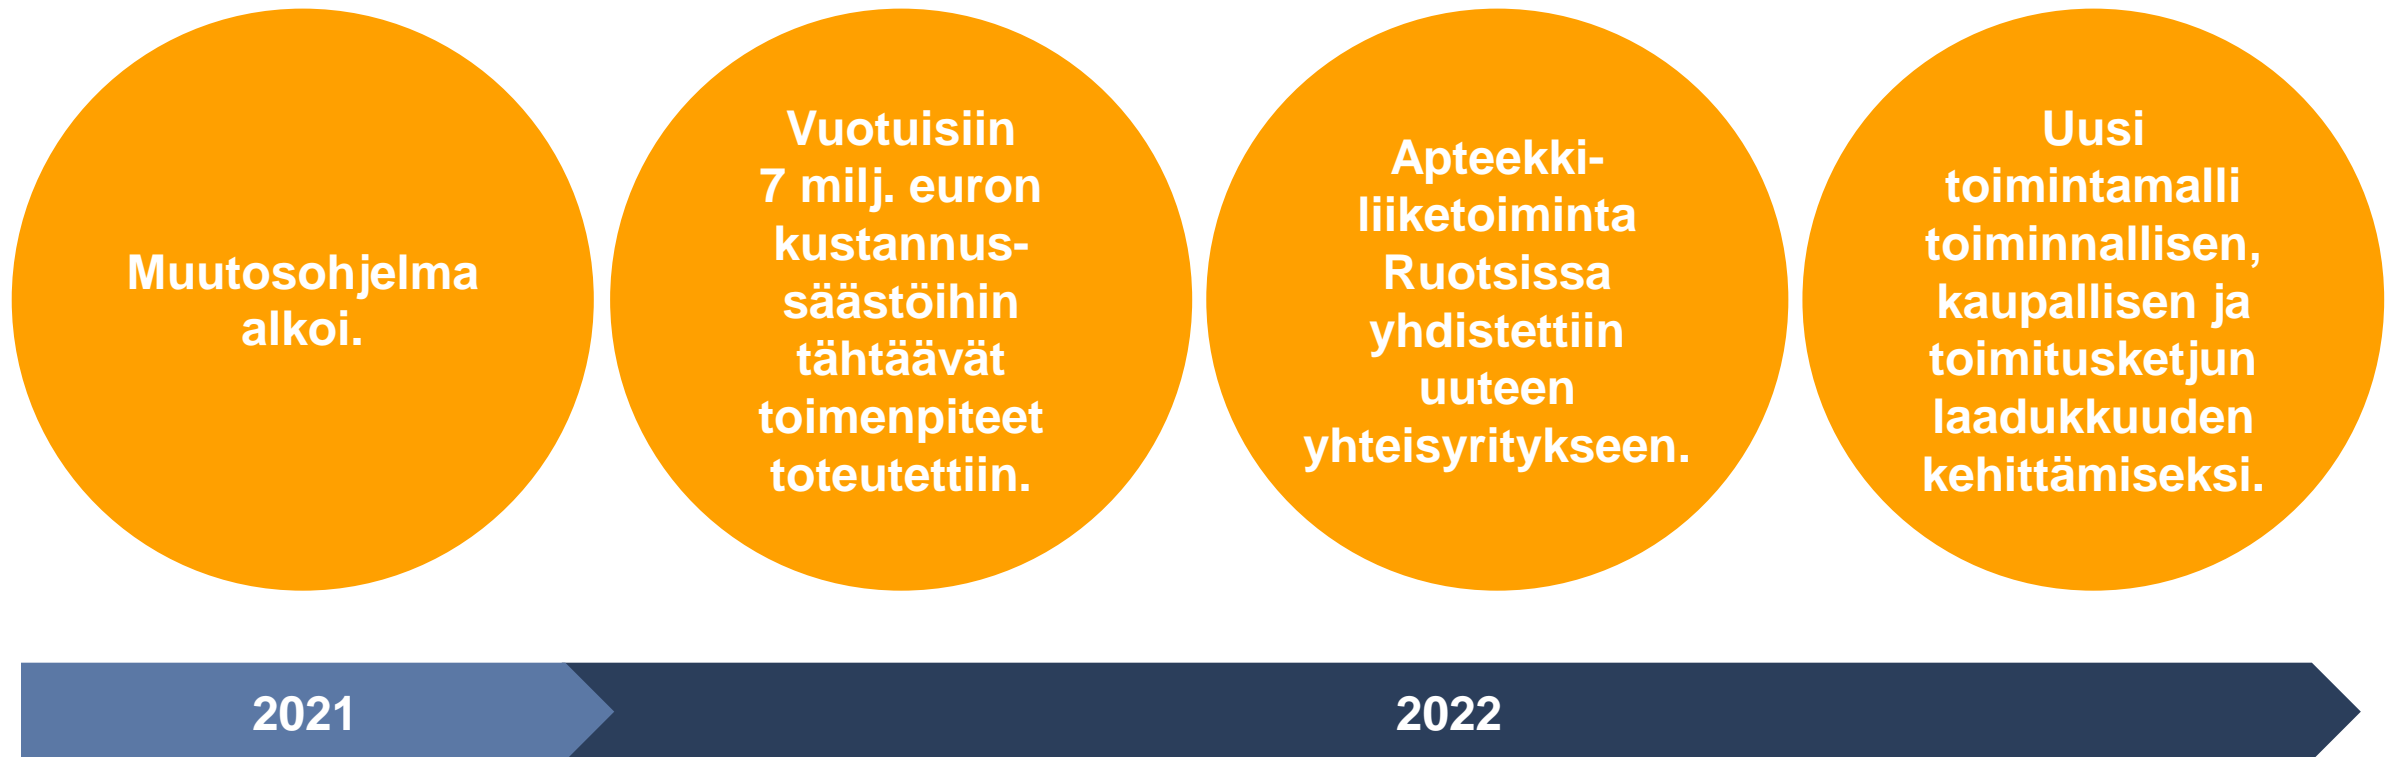 Muutosohjelma
alkoi.
Vuotuisiin
7 milj. euron
kustannus-
säästöihin
tähtäävät
toimenpiteet
toteutettiin.
Apteekki-
liiketoiminta
Ruotsissa
yhdistettiin
uuteen
yhteisyritykseen.
Uusi
toimintamalli
toiminnallisen,
kaupallisen ja
toimitusketjun
laadukkuuden
kehittämiseksi.
2021
2022